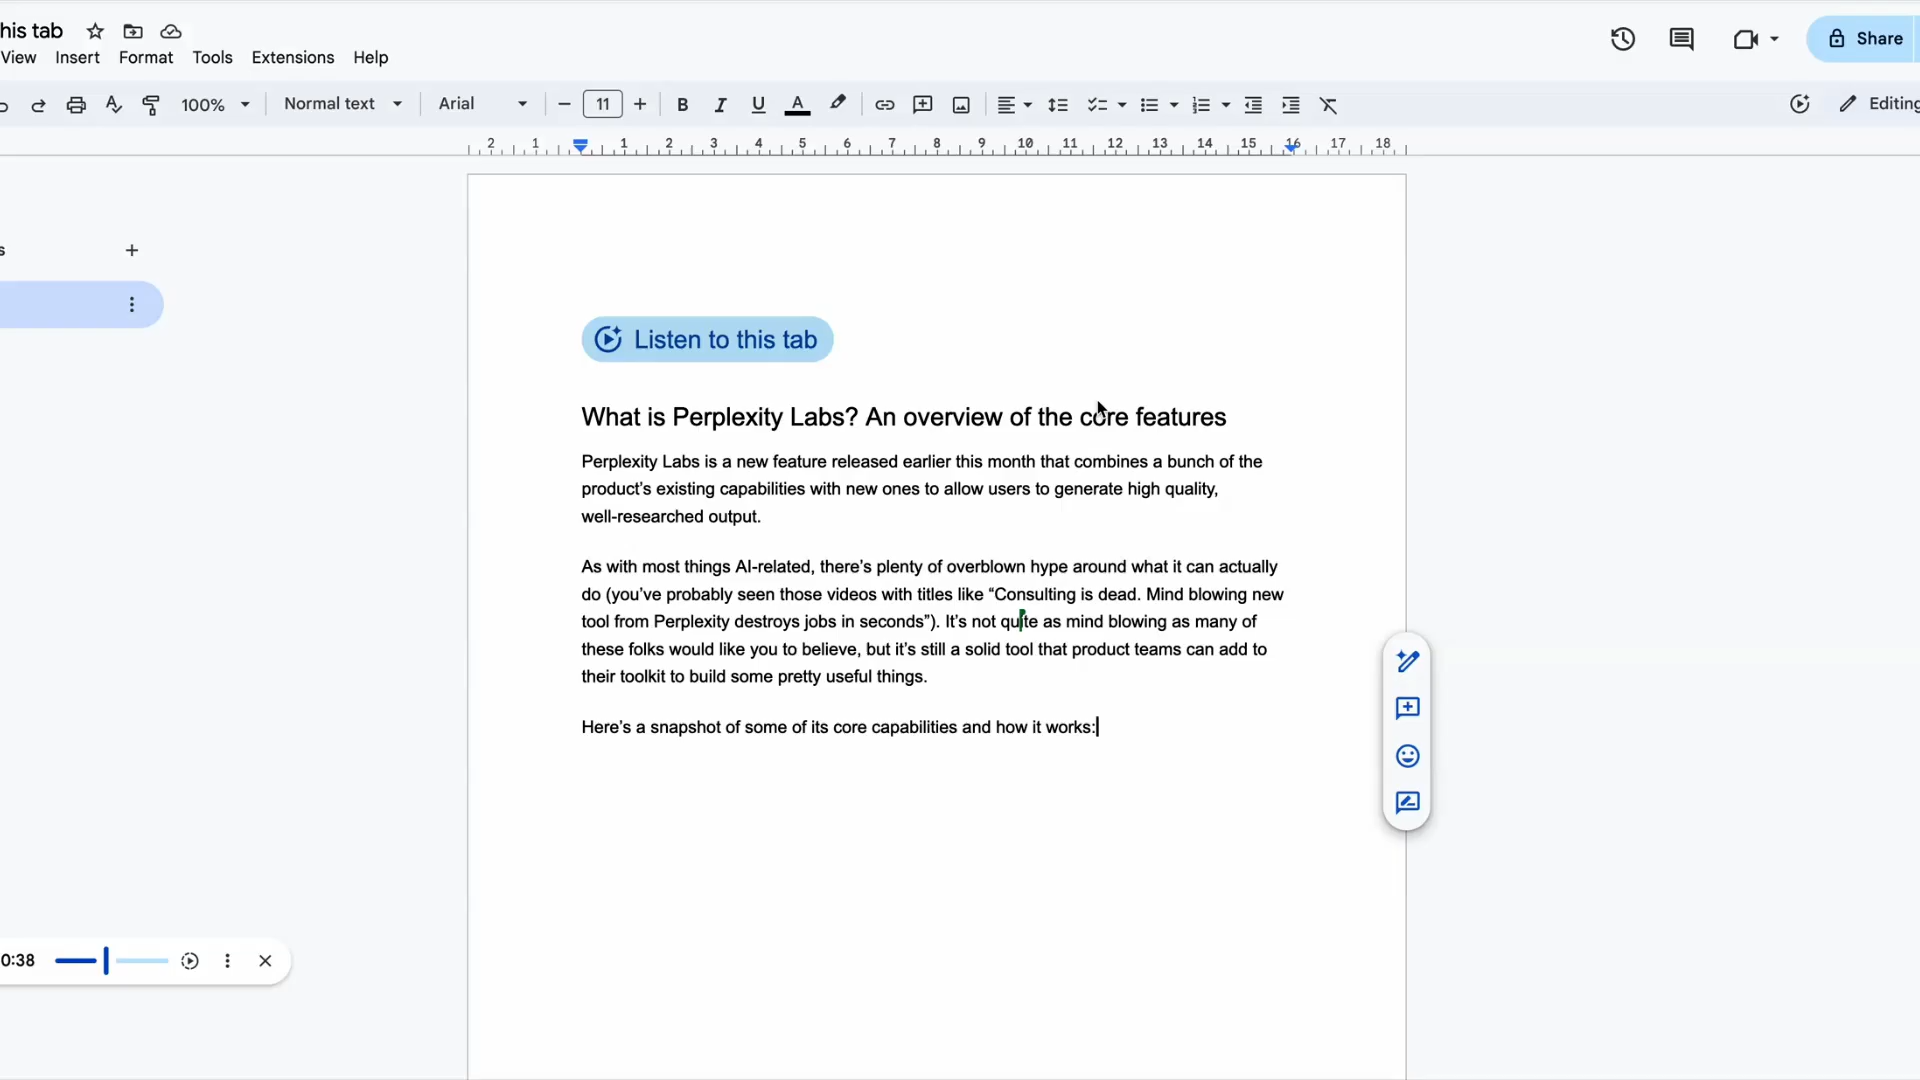 his tab
View Insert Format Tools Extensions Help
Share
100% Normal text Arial 11 B I U A
Editing
2 1 1 2 3 4 5 6 7 8 9 10 11 12 13 14 15 16 17 18
s
Listen to this tab
What is Perplexity Labs? An overview of the core features
Perplexity Labs is a new feature released earlier this month that combines a bunch of the
product’s existing capabilities with new ones to allow users to generate high quality,
well-researched output.
As with most things AI-related, there’s plenty of overblown hype around what it can actually
do (you’ve probably seen those videos with titles like “Consulting is dead. Mind blowing new
tool from Perplexity destroys jobs in seconds”). It’s not quite as mind blowing as many of
these folks would like you to believe, but it’s still a solid tool that product teams can add to
their toolkit to build some pretty useful things.
Here’s a snapshot of some of its core capabilities and how it works:
0:38